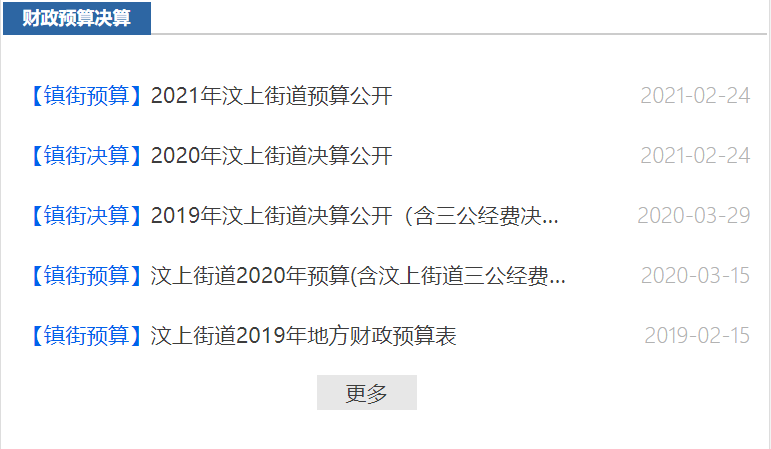 财政预算决算
【镇街预算】2021年汶上街道预算公开 2021-02-24
【镇街决算】2020年汶上街道决算公开 2021-02-24
【镇街决算】2019年汶上街道决算公开（含三公经费决... 2020-03-29
【镇街预算】汶上街道2020年预算(含汶上街道三公经费... 2020-03-15
【镇街预算】汶上街道2019年地方财政预算表 2019-02-15
更多